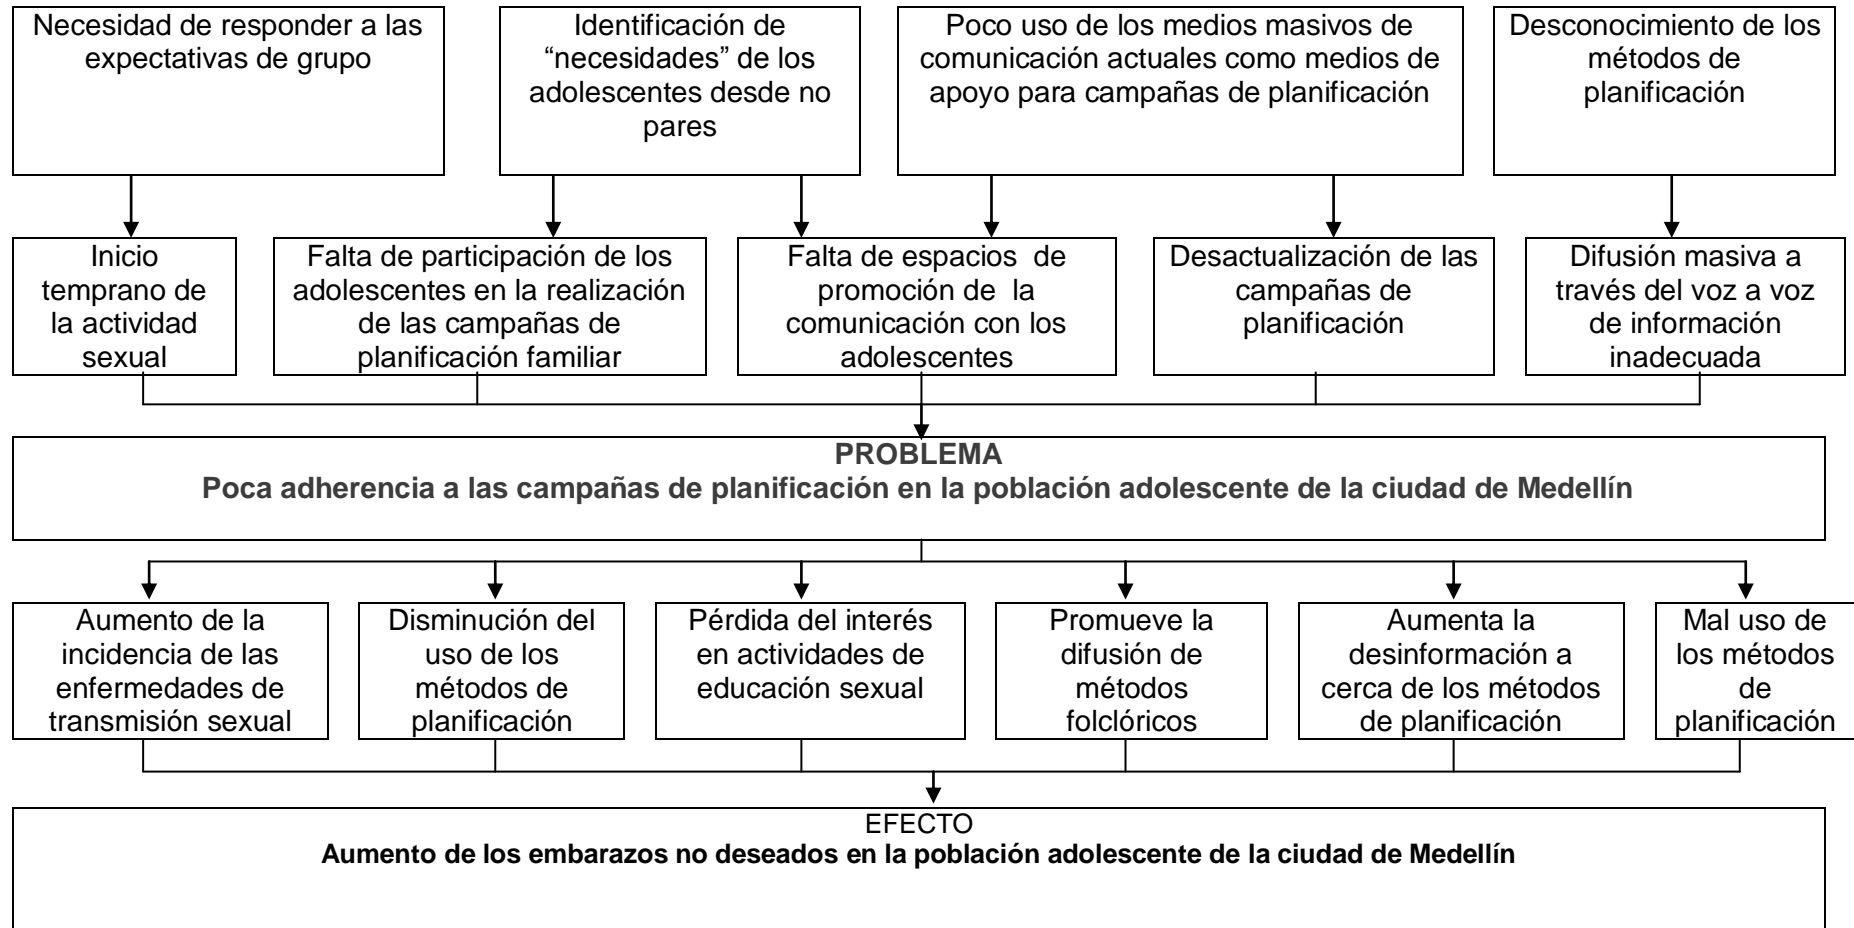 Necesidad de responder a las
expectativas de grupo
Identificación de
“necesidades” de los
adolescentes desde no
pares
Poco uso de los medios masivos de
comunicación actuales como medios de
apoyo para campañas de planificación
Desconocimiento de los
métodos de
planificación
Inicio
temprano de
la actividad
sexual
Falta de participación de los
adolescentes en la realización
de las campañas de
planificación familiar
Falta de espacios de
promoción de la
comunicación con los
adolescentes
Desactualización de las
campañas de
planificación
Difusión masiva a
través del voz a voz
de información
inadecuada
PROBLEMA
Poca adherencia a las campañas de planificación en la población adolescente de la ciudad de Medellín
Aumento de la
incidencia de las
enfermedades de
transmisión sexual
Disminución del
uso de los
métodos de
planificación
Pérdida del interés
en actividades de
educación sexual
Promueve la
difusión de
métodos
folclóricos
Aumenta la
desinformación a
cerca de los métodos
de planificación
Mal uso de
los métodos
de
planificación
EFECTO
Aumento de los embarazos no deseados en la población adolescente de la ciudad de Medellín